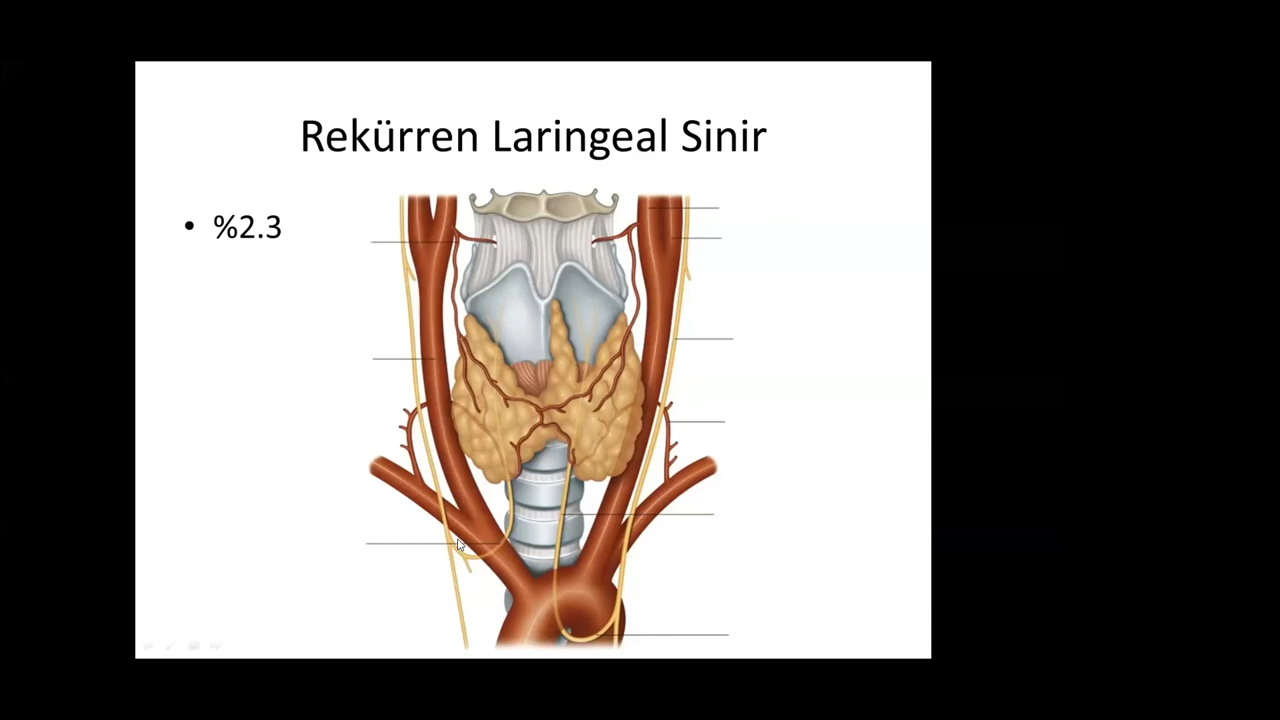 Rekürren Laringeal Sinir
• %2.3